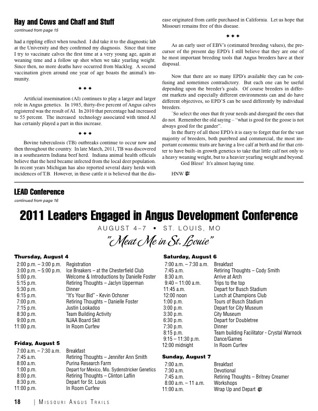 Hay and Cows and Chaff and Stuff
continued from page 15
had a rippling effect when touched. I did take it to the diagnostic lab
at the University and they confirmed my diagnosis. Since that time
I try to vaccinate calves the first time at a very young age, again at
weaning time and a follow up shot when we take yearling weight.
Since then, no more deaths have occurred from blackleg. A second
vaccination given around one year of age boosts the animal's im-
munity.
♦ ♦ ♦
Artificial insemination (AI) continues to play a larger and larger
role in Angus genetics. In 1985, thirty-five percent of Angus calves
registered was the result of AI. In 2010 that percentage had increased
to 55 percent. The increased technology associated with timed AI
has certainly played a part in this increase.
♦ ♦ ♦
Bovine tuberculosis (TB) outbreaks continue to occur now and
then throughout the country. In late March, 2011, TB was discovered
in a southeastern Indiana beef herd. Indiana animal health officials
believe that the herd became infected from the local deer population.
In recent years Michigan has also reported several dairy herds with
incidences of T.B. However, in these cattle it is believed that the dis-
ease originated from cattle purchased in California. Let us hope that
Missouri remains free of this disease.
♦ ♦ ♦
As an early user of EBV's (estimated breeding values), the pre-
cursor of the present day EPD's I still believe that they are one of
he most important breeding tools that Angus breeders have at their
disposal
Now that there are so many EPD's available they can be con-
fusing and sometimes contradictory. But each one can be useful
depending upon the breeder's goals. Of course breeders in differ-
ent markets and especially different environments can and do have
different objectives, so EPD'S can be used differently by individual
breeders.
So select the ones that fit your needs and disregard the ones that
do not. Remember the old saying – "what is good for the goose is not
always good for the gander".
In the flurry of all these EPD's it is easy to forget that for the vast
majority of breeders, both purebred and commercial, the most im-
portant economic traits are having a live calf at birth and for that crit-
ter to have built-in growth genetics to take that little calf not only to
a heavy weaning weight, but to a heavier yearling weight and beyond.
God Bless! It's almost haying time
HNW
LEAD Conference
continued from page 16
2011 Leaders Engaged in Angus Development Conference
AUGUST 4-7 • ST. LOUIS, MO
"Meat Me in St. Louie"
Thursday, August 4
2:00 p.m. – 3:00 p.m. Registration
3:00 p.m. – 5:00 p.m. Ice Breakers – at the Chesterfield Club
5:00 p.m. Welcome & Introductions by Danielle Foster
5:15 p.m. Retiring Thoughts – Jaclyn Upperman
5:30 p.m. Dinner
6:15 p.m. "It's Your Bid" - Kevin Ochsner
7:00 p.m. Retiring Thoughts – Danielle Foster
7:15 p.m. Justin Lookadoo
8:30 p.m. Team Building Activity
9:00 p.m. NJAA Board Skit
11:00 p.m. In Room Curfew
Friday, August 5
7:00 a.m. – 7:30 a.m. Breakfast
7:45 a.m. Retiring Thoughts – Jennifer Ann Smith
8:00 a.m. Purina Research Farm
1:00 p.m. Depart for Mexico, Mo. Sydenstricker Genetics
6:00 p.m. Retiring Thoughts – Clinton Laflin
8:30 p.m. Depart for St. Louis
11:00 p.m. In Room Curfew
Saturday, August 6
7:00 a.m. – 7:30 a.m. Breakfast
7:45 a.m. Retiring Thoughts – Cody Smith
8:30 a.m. Arrive at Arch
9:40 – 11:00 a.m. Trips to the top
11:45 a.m. Depart for Busch Stadium
12:00 noon Lunch at Champions Club
1:00 p.m. Tours of Busch Stadium
3:00 p.m. Depart for City Museum
3:30 p.m. City Museum
6:30 p.m. Depart for Doubletree
7:30 p.m. Dinner
8:15 p.m. Team building Facilitator - Crystal Warnock
9:15 – 11:30 p.m. Dance/Games
12:00 midnight In Room Curfew
Sunday, August 7
7:00 a.m. Breakfast
7:30 a.m. Devotional
7:45 a.m. Retiring Thoughts – Britney Creamer
8:00 a.m. – 11 a.m. Workshops
11:00 a.m. Wrap Up and Depart
18 | Missouri Angus Trails